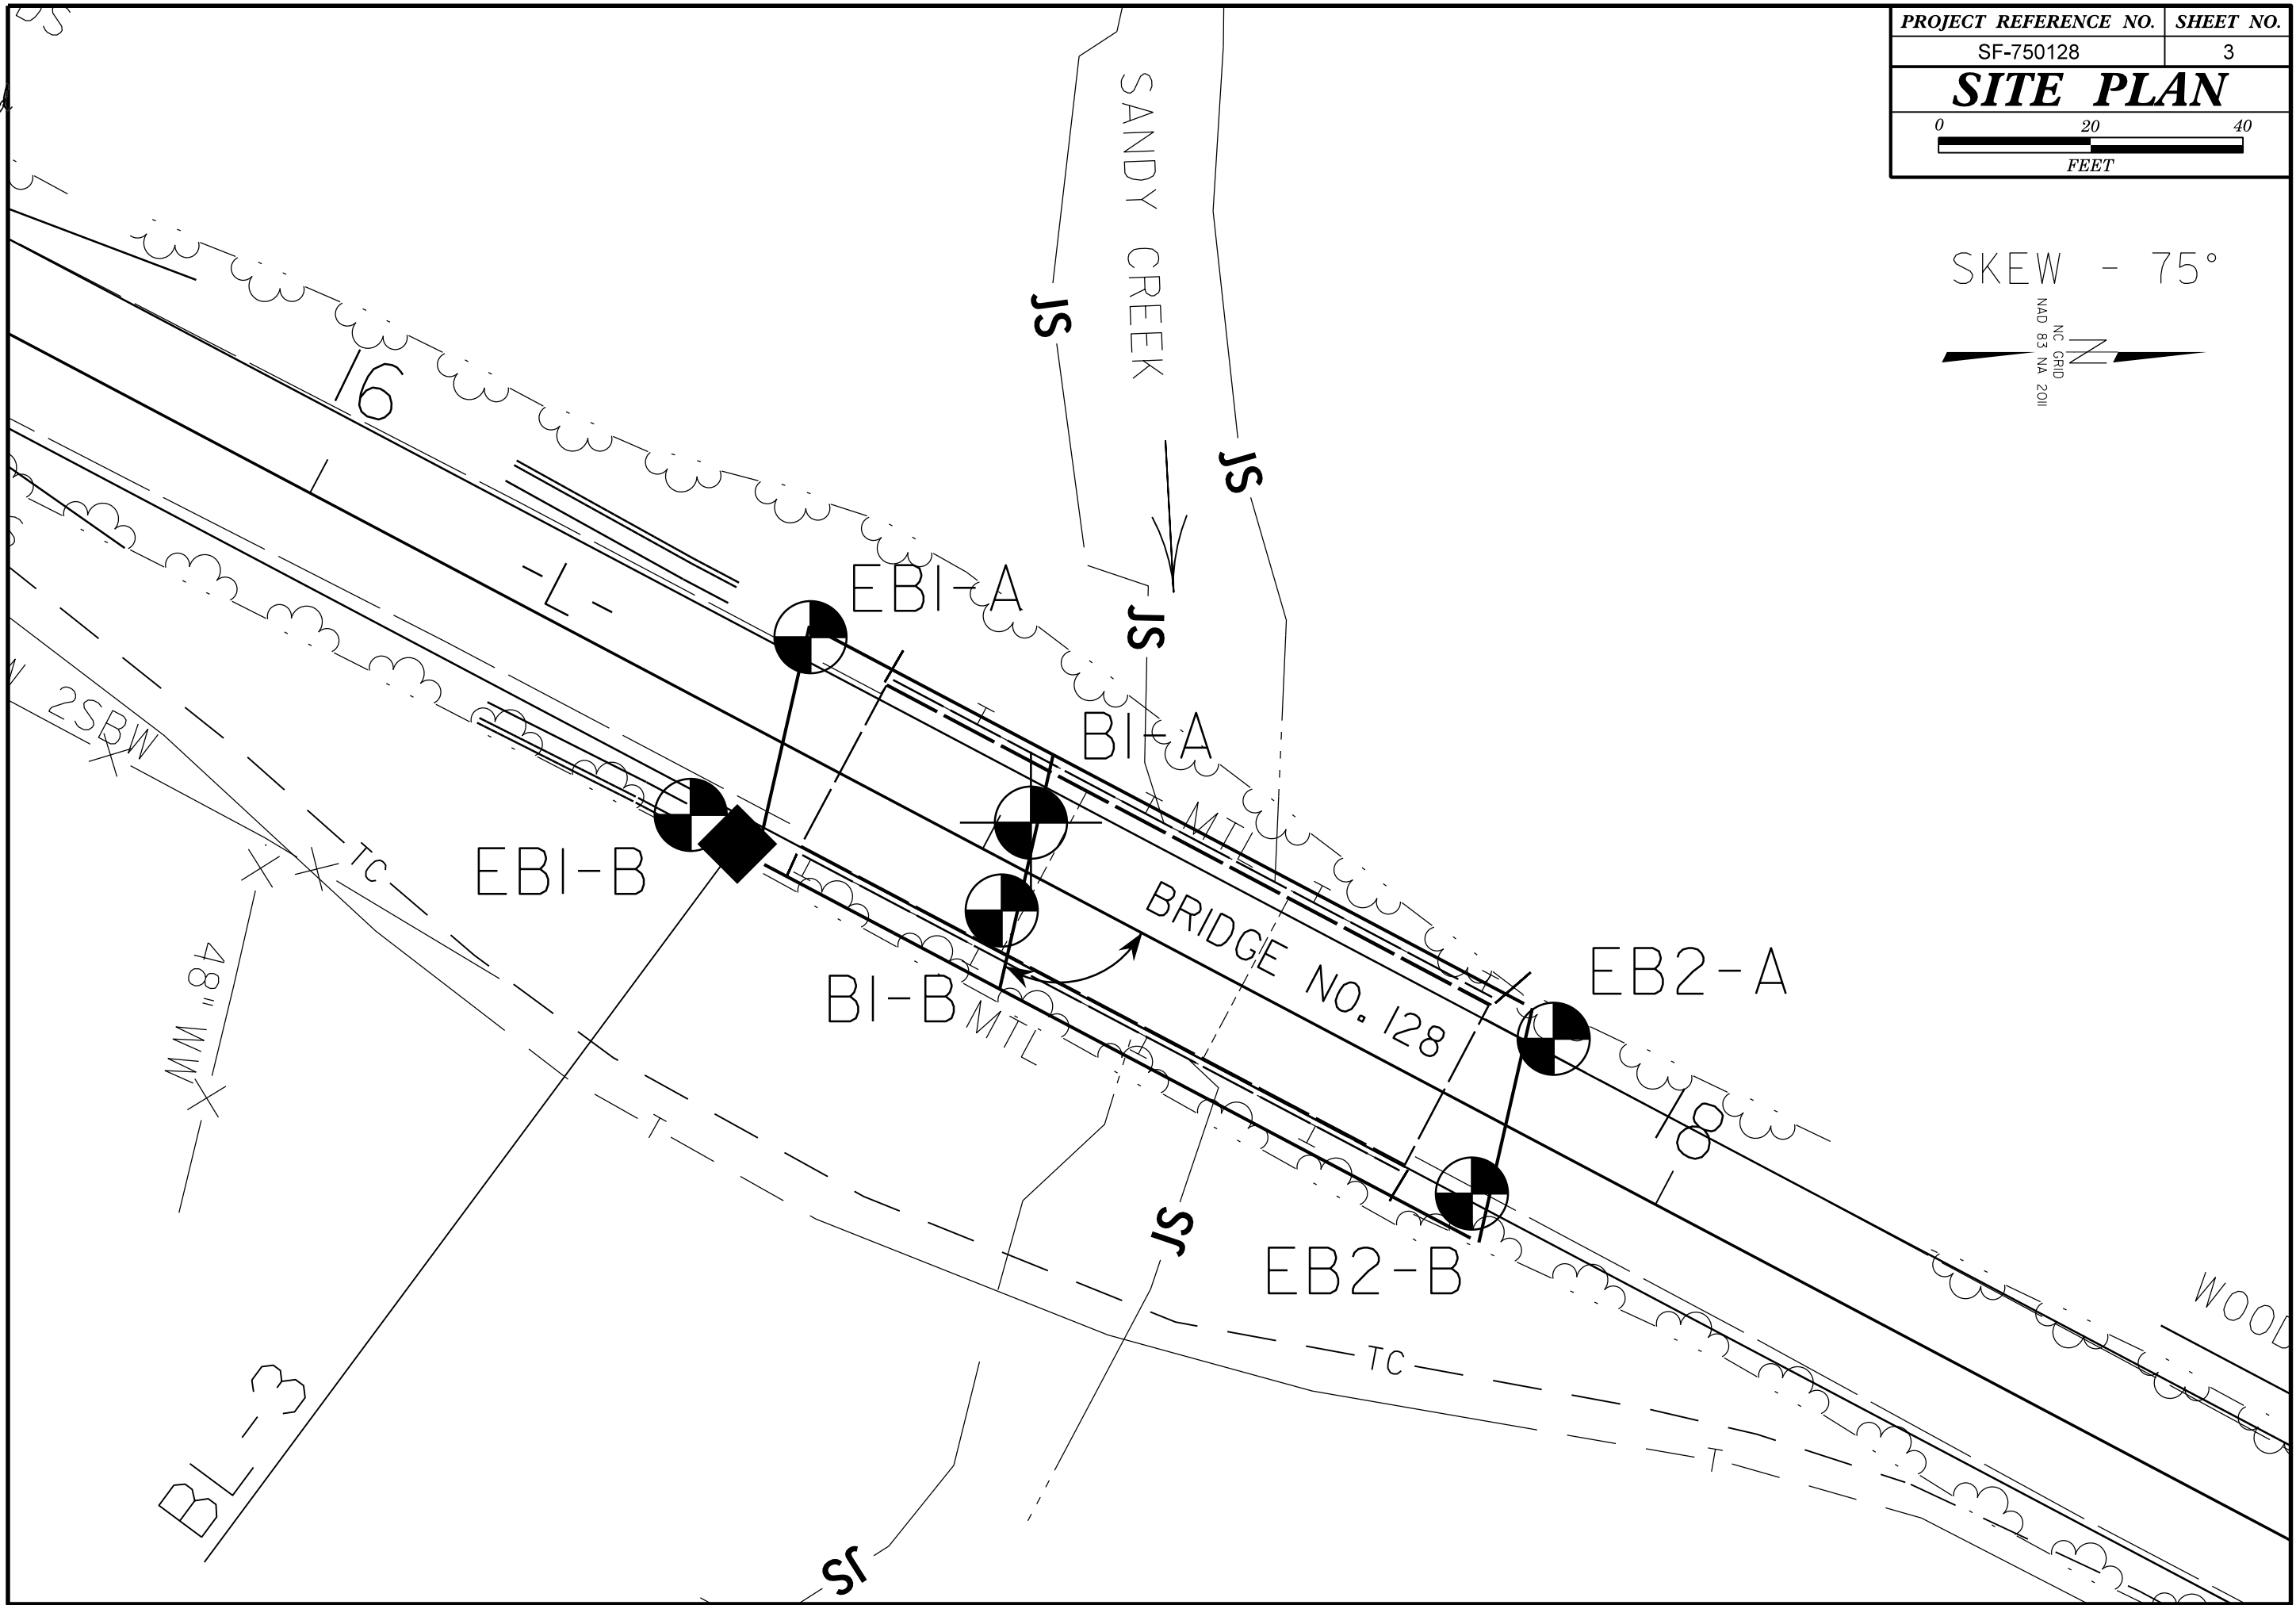 PROJECT REFERENCE NO. SHEET NO.
SF-750128 3
SITE PLAN
0 20 40
FEET
SKEW - 75°
NC GRID
NAD 83 NA 2011
N
SANDY CREEK
JS
JS
JS
16
-L-
EB1-A
B1-A
EB1-B
B1-B
MTL
MTL
BRIDGE NO. 128
EB2-A
EB2-B
18
2SBW
TC
48" WW
T
T
T
T
T
T
T
T
JS
TC
T
T
BL-3
JS